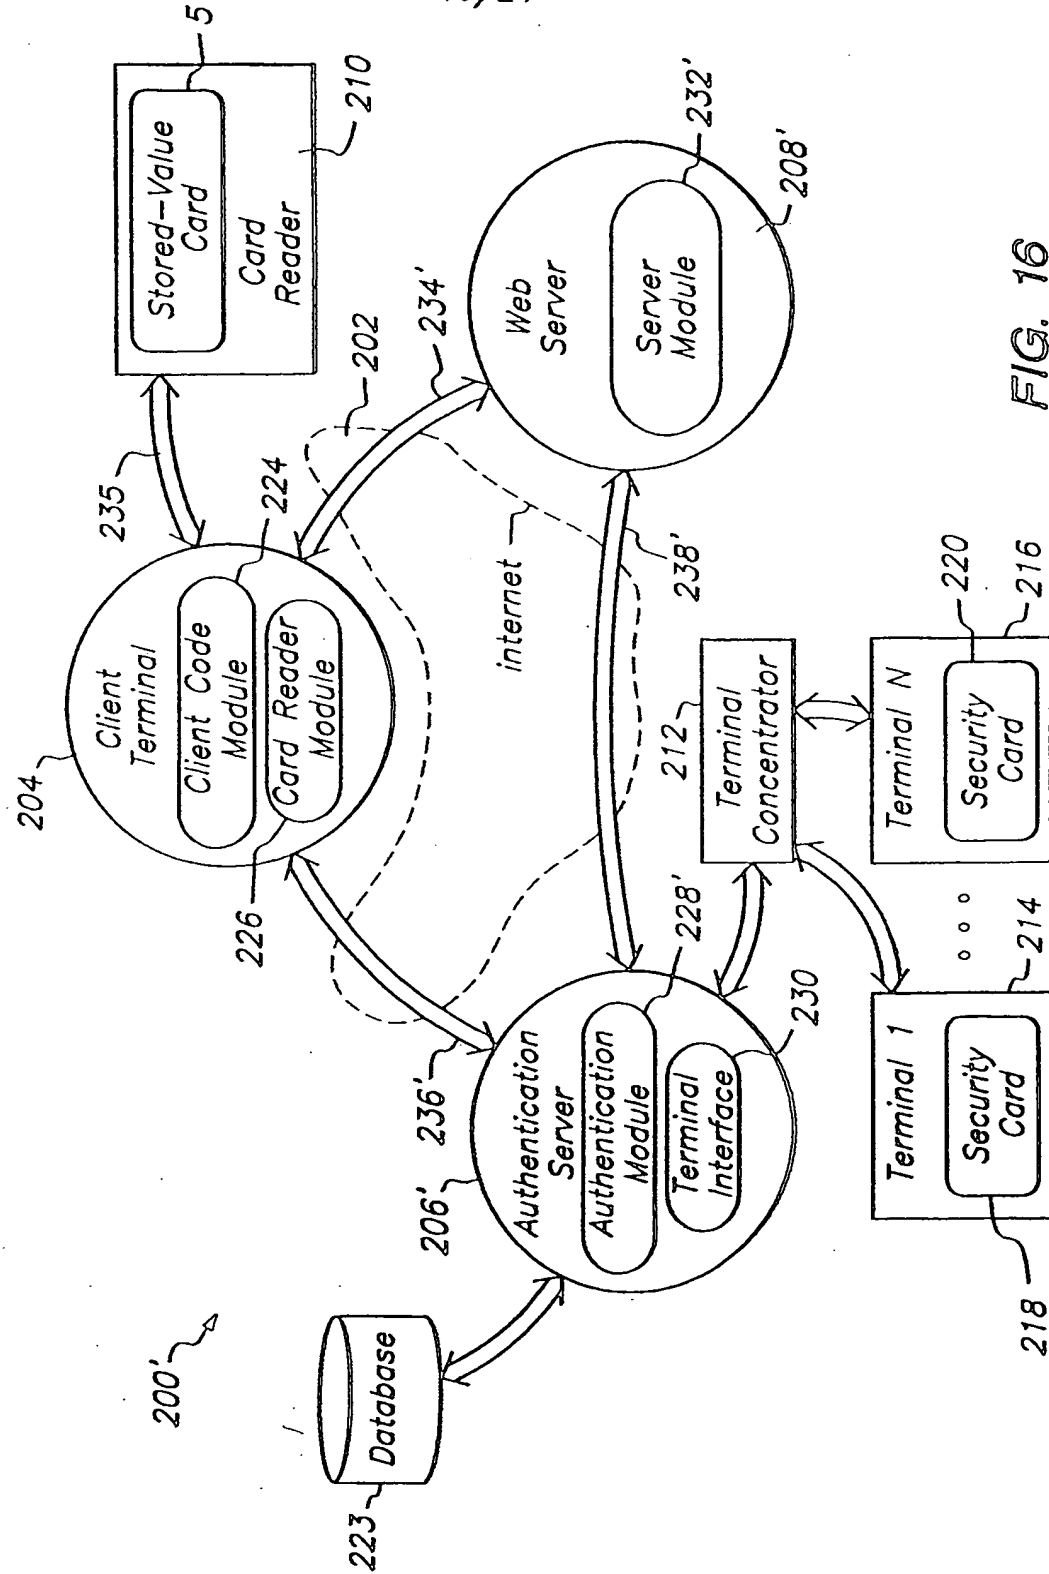 200'
204
Client
Terminal
Client Code
Module
224
Card Reader
Module
226
235
Stored-Value
Card
5
Card
Reader
210
202
234'
internet
236'
238'
223
Database
206'
Authentication
Server
Authentication
Module
228'
Terminal
Interface
230
Web
Server
Server
Module
232'
208'
212
Terminal
Concentrator
Terminal 1
Security
Card
218
214
Terminal N
Security
Card
220
216
FIG. 16